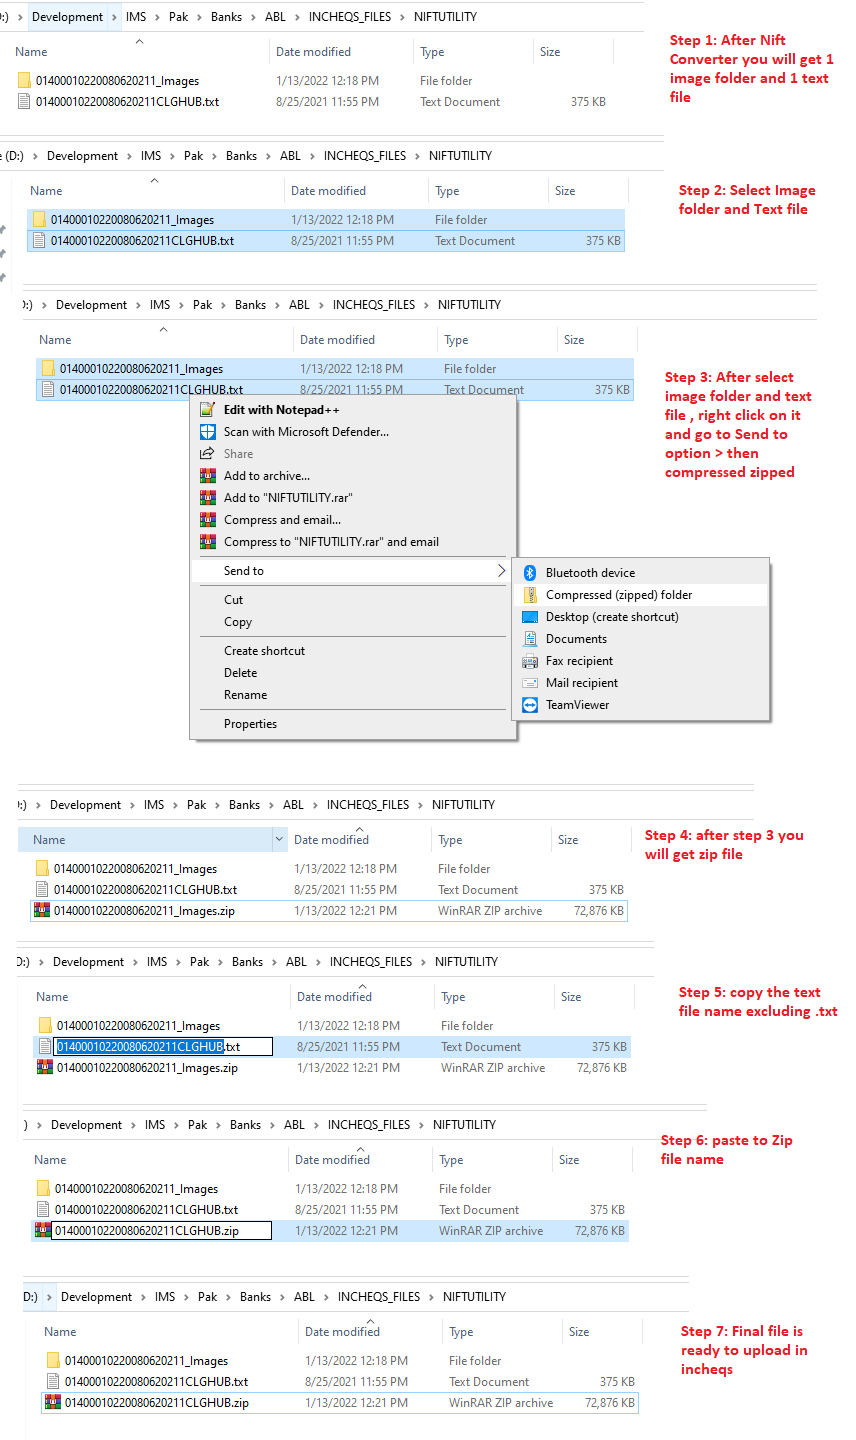 :) > Development > IMS > Pak > Banks > ABL > INCHEQS_FILES > NIFTUTILITY
Name Date modified Type Size
01400010220080620211_Images 1/13/2022 12:18 PM File folder
01400010220080620211CLGHUB.txt 8/25/2021 11:55 PM Text Document 375 KB
Step 1: After Nift
Converter you will get 1
image folder and 1 text
file
e (D:) > Development > IMS > Pak > Banks > ABL > INCHEQS_FILES > NIFTUTILITY
Name Date modified Type Size
01400010220080620211_Images 1/13/2022 12:18 PM File folder
01400010220080620211CLGHUB.txt 8/25/2021 11:55 PM Text Document 375 KB
Step 2: Select Image
folder and Text file
:) > Development > IMS > Pak > Banks > ABL > INCHEQS_FILES > NIFTUTILITY
Name Date modified Type Size
01400010220080620211_Images 1/13/2022 12:18 PM File folder
01400010220080620211CLGHUB.txt 8/25/2021 11:55 PM Text Document 375 KB
Step 3: After select
image folder and text
file , right click on it
and go to Send to
option > then
compressed zipped
Edit with Notepad++
Scan with Microsoft Defender...
Share
Add to archive...
Add to "NIFTUTILITY.rar"
Compress and email...
Compress to "NIFTUTILITY.rar" and email
Send to
Cut
Copy
Create shortcut
Delete
Rename
Properties
Bluetooth device
Compressed (zipped) folder
Desktop (create shortcut)
Documents
Fax recipient
Mail recipient
TeamViewer
:) > Development > IMS > Pak > Banks > ABL > INCHEQS_FILES > NIFTUTILITY
Name Date modified Type Size
01400010220080620211_Images 1/13/2022 12:18 PM File folder
01400010220080620211CLGHUB.txt 8/25/2021 11:55 PM Text Document 375 KB
01400010220080620211_Images.zip 1/13/2022 12:21 PM WinRAR ZIP archive 72,876 KB
Step 4: after step 3 you
will get zip file
D:) > Development > IMS > Pak > Banks > ABL > INCHEQS_FILES > NIFTUTILITY
Name Date modified Type Size
01400010220080620211_Images 1/13/2022 12:18 PM File folder
01400010220080620211CLGHUB.txt 8/25/2021 11:55 PM Text Document 375 KB
01400010220080620211_Images.zip 1/13/2022 12:21 PM WinRAR ZIP archive 72,876 KB
Step 5: copy the text
file name excluding .txt
) > Development > IMS > Pak > Banks > ABL > INCHEQS_FILES > NIFTUTILITY
Name Date modified Type Size
01400010220080620211_Images 1/13/2022 12:18 PM File folder
01400010220080620211CLGHUB.txt 8/25/2021 11:55 PM Text Document 375 KB
01400010220080620211CLGHUB.zip 1/13/2022 12:21 PM WinRAR ZIP archive 72,876 KB
Step 6: paste to Zip
file name
D:) > Development > IMS > Pak > Banks > ABL > INCHEQS_FILES > NIFTUTILITY
Name Date modified Type Size
01400010220080620211_Images 1/13/2022 12:18 PM File folder
01400010220080620211CLGHUB.txt 8/25/2021 11:55 PM Text Document 375 KB
01400010220080620211CLGHUB.zip 1/13/2022 12:21 PM WinRAR ZIP archive 72,876 KB
Step 7: Final file is
ready to upload in
incheqs